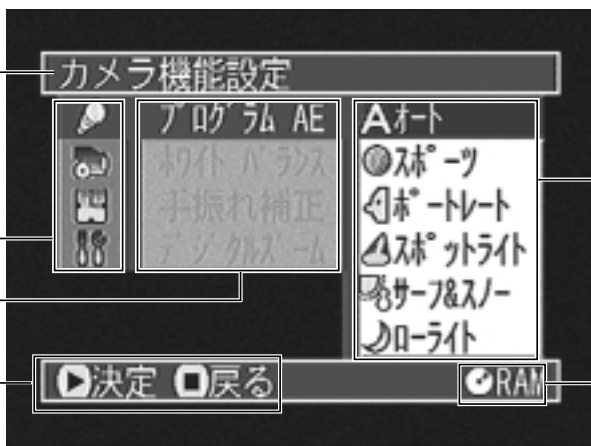 カメラ機能設定
プログラム AE
ホワイト バランス
手振れ補正
デジタルズーム
Aオート
スポーツ
ポートレート
スポットライト
サーフ&スノー
ローライト
決定 戻る
RAM